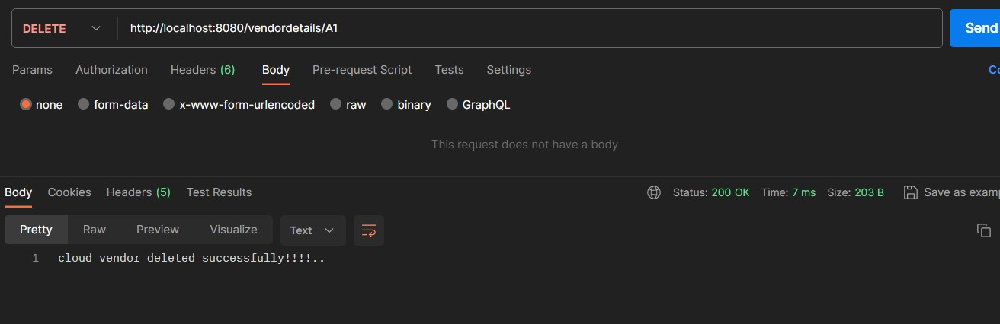 DELETE http://localhost:8080/vendordetails/A1 Send
Params Authorization Headers (6) Body Pre-request Script Tests Settings Co
none form-data x-www-form-urlencoded raw binary GraphQL
This request does not have a body
Body Cookies Headers (5) Test Results Status: 200 OK Time: 7 ms Size: 203 B Save as examp
Pretty Raw Preview Visualize Text
1 cloud vendor deleted successfully!!!!..